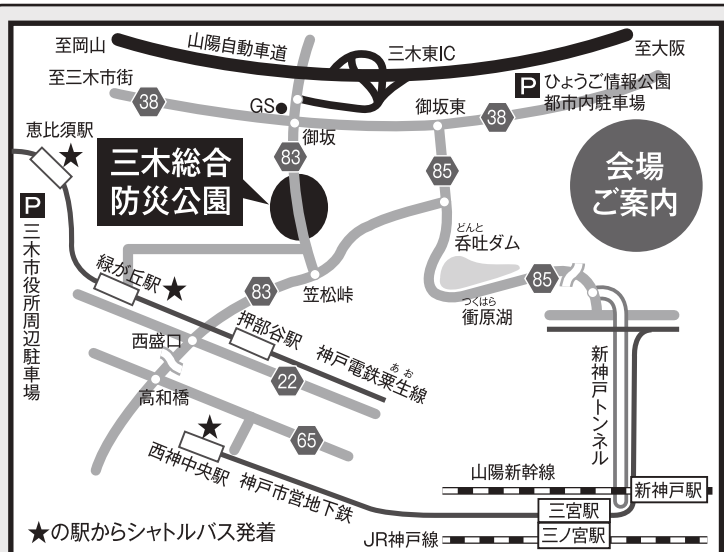 至岡山
山陽自動車道
三木東IC
至大阪
至三木市街
38
GS
御坂
御坂東
38
P ひょうご情報公園
都市内駐車場
恵比須駅
★
三木総合
防災公園
83
85
会場
ご案内
P 三木市役所周辺駐車場
どんと
呑吐ダム
緑が丘駅
★
83
笠松峠
つくはら
衝原湖
85
西盛口
押部谷駅
22
あお
神戸電鉄粟生線
新神戸トンネル
高和橋
★
65
西神中央駅
神戸市営地下鉄
山陽新幹線
新神戸駅
三宮駅
三ノ宮駅
JR神戸線
★の駅からシャトルバス発着